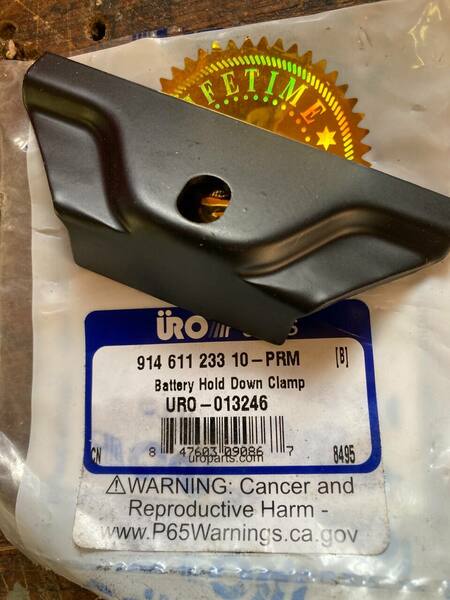 LIFETIME
ÜRO
914 611 233 10-PRM [B]
Battery Hold Down Clamp
URO-013246
CN 8 47603 09086 7 8495
uroparts.com
⚠WARNING: Cancer and
Reproductive Harm -
www.P65Warnings.ca.gov